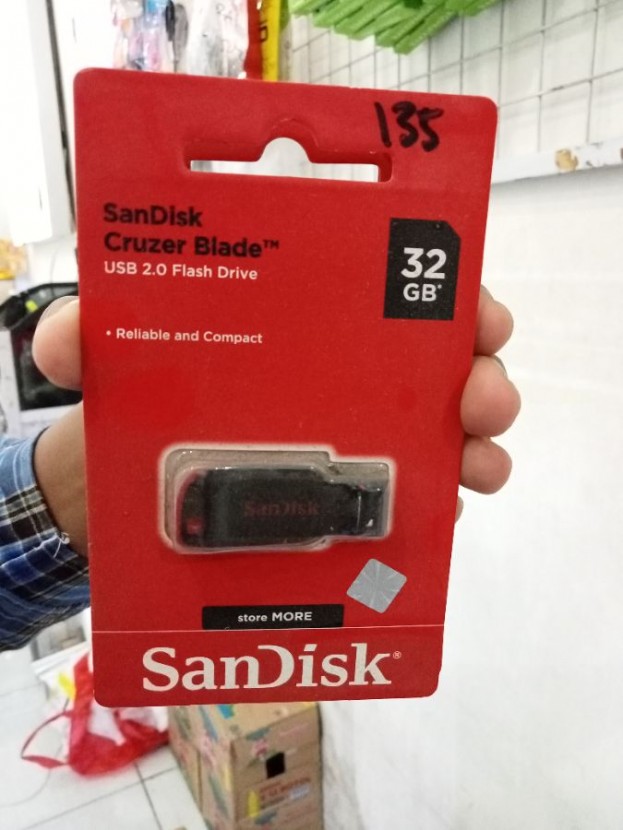 135
SanDisk
Cruzer Blade™
USB 2.0 Flash Drive
32
GB*
• Reliable and Compact
SanDisk
store MORE
SanDisk®